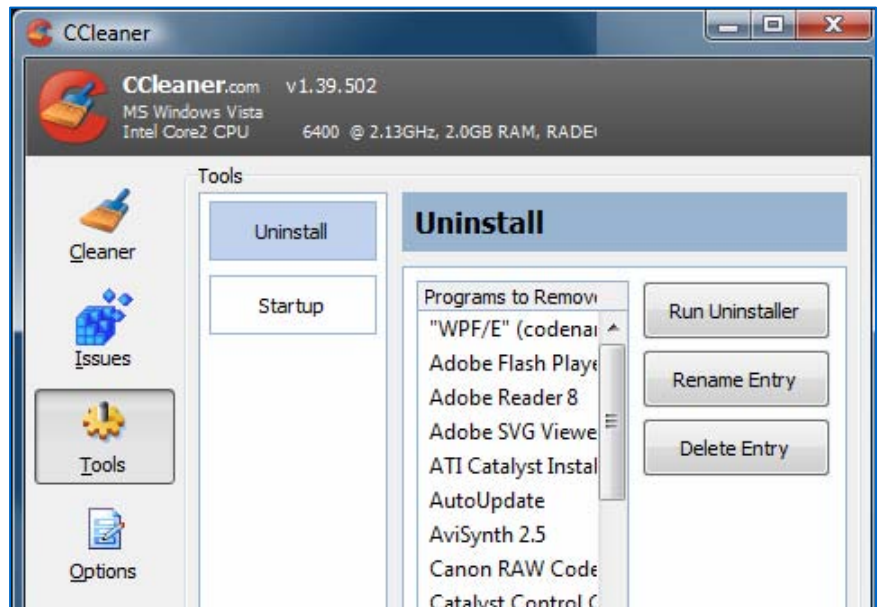 CCleaner
CCleaner.com v1.39.502
MS Windows Vista
Intel Core2 CPU 6400 @ 2.13GHz, 2.0GB RAM, RADE
Cleaner
Issues
Tools
Options
Tools
Uninstall
Startup
Uninstall
Programs to Remov
"WPF/E" (codena
Adobe Flash Playe
Adobe Reader 8
Adobe SVG Viewe
ATI Catalyst Instal
AutoUpdate
AviSynth 2.5
Canon RAW Code
Catalyst Control C
Run Uninstaller
Rename Entry
Delete Entry